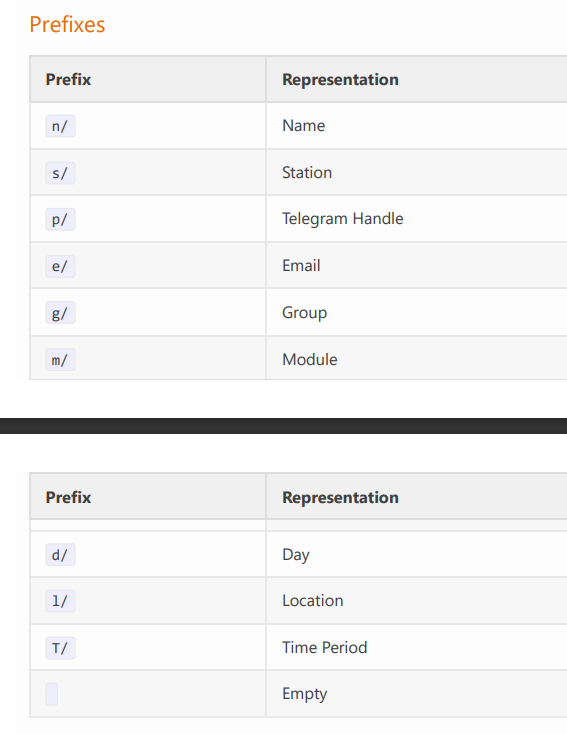 Prefixes
Prefix Representation
n/ Name
s/ Station
p/ Telegram Handle
e/ Email
g/ Group
m/ Module
Prefix Representation
d/ Day
l/ Location
T/ Time Period
Empty